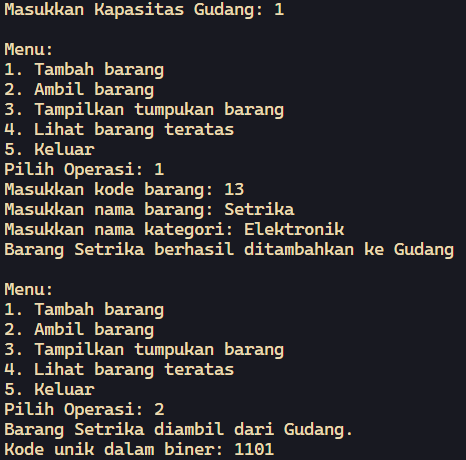 Masukkan Kapasitas Gudang: 1
Menu:
1. Tambah barang
2. Ambil barang
3. Tampilkan tumpukan barang
4. Lihat barang teratas
5. Keluar
Pilih Operasi: 1
Masukkan kode barang: 13
Masukkan nama barang: Setrika
Masukkan nama kategori: Elektronik
Barang Setrika berhasil ditambahkan ke Gudang
Menu:
1. Tambah barang
2. Ambil barang
3. Tampilkan tumpukan barang
4. Lihat barang teratas
5. Keluar
Pilih Operasi: 2
Barang Setrika diambil dari Gudang.
Kode unik dalam biner: 1101